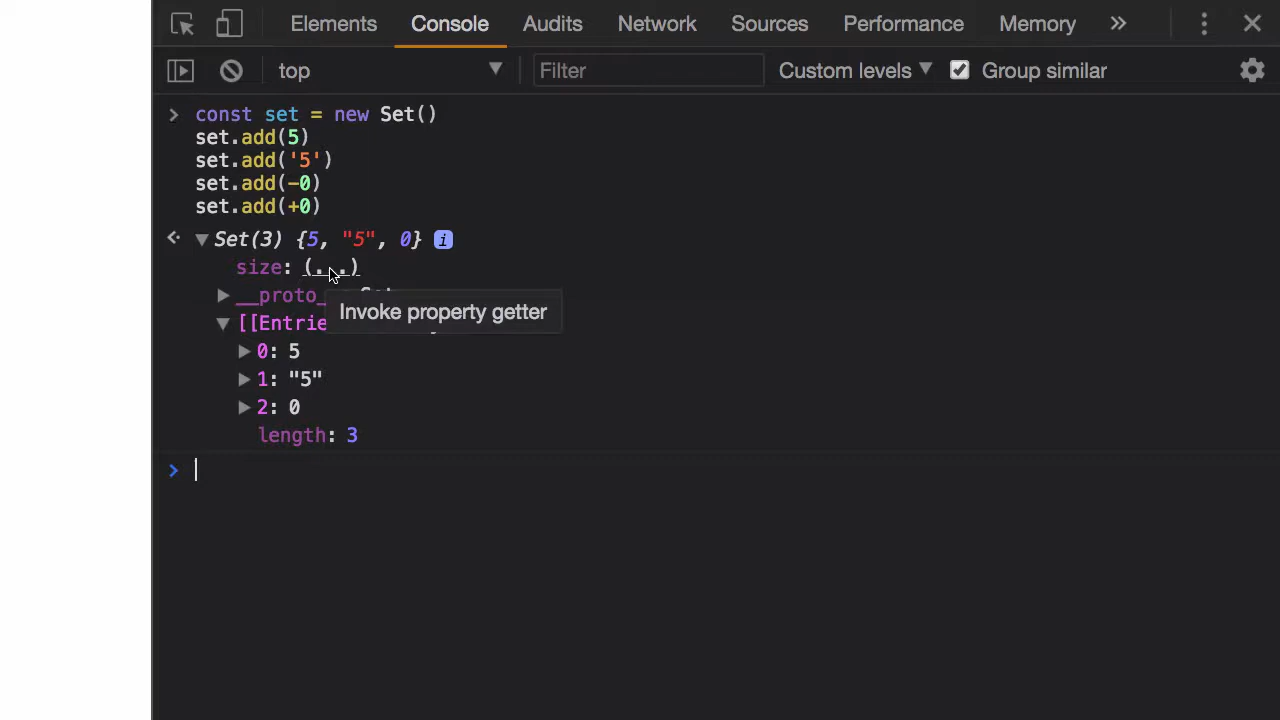 Elements Console Audits Network Sources Performance Memory »
top Filter Custom levels Group similar
> const set = new Set()
set.add(5)
set.add('5')
set.add(-0)
set.add(+0)
Set(3) {5, "5", 0} i
size: (...)
__proto_
Invoke property getter
[[Entrie
0: 5
1: "5"
2: 0
length: 3
>